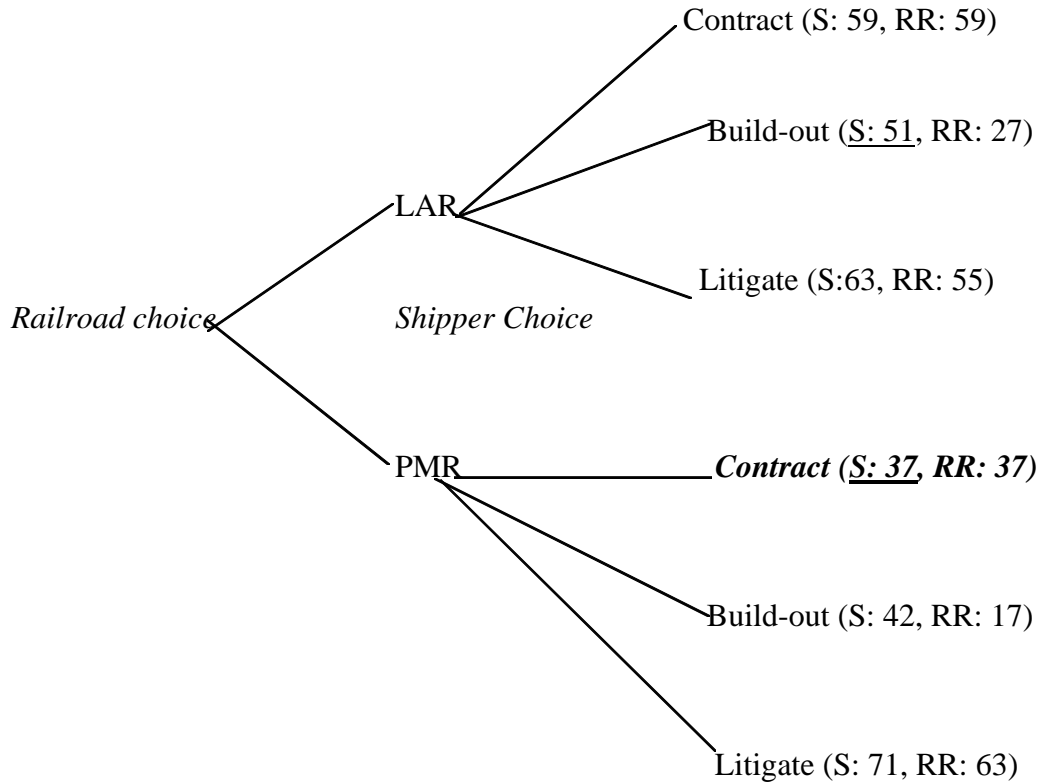 Contract (S: 59, RR: 59)
Build-out (S: 51, RR: 27)
LAR
Litigate (S:63, RR: 55)
Railroad choice
Shipper Choice
PMR
Contract (S: 37, RR: 37)
Build-out (S: 42, RR: 17)
Litigate (S: 71, RR: 63)